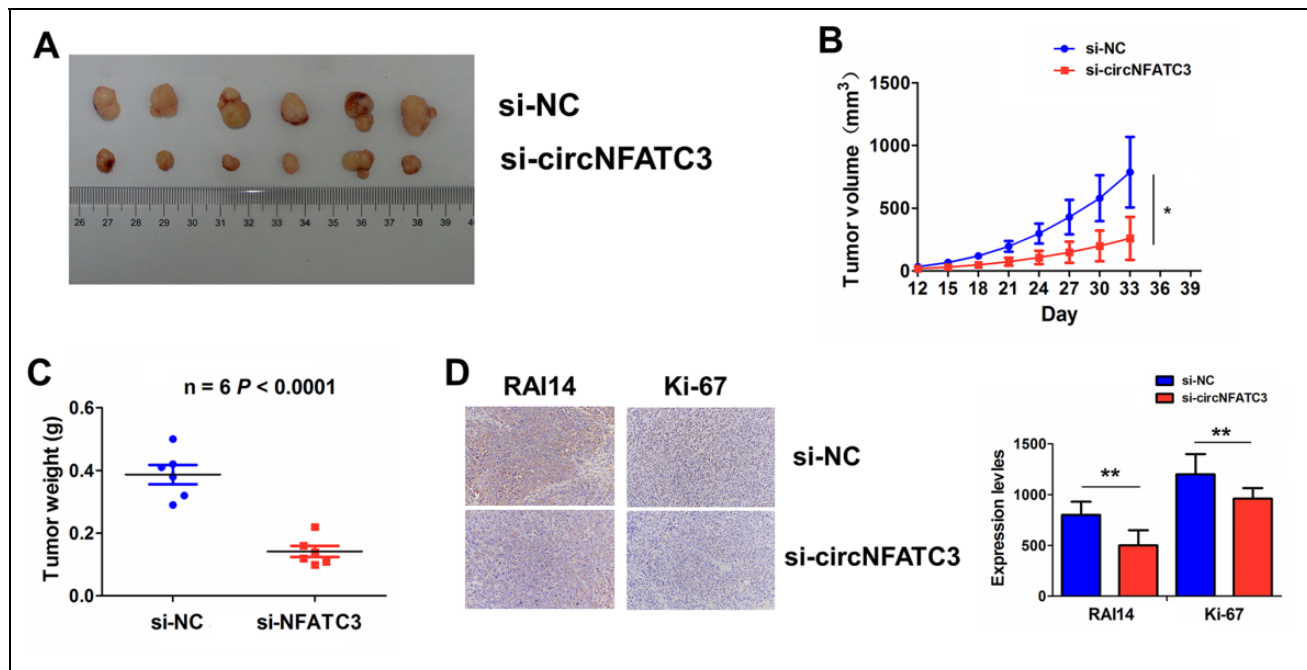 A
si-NC
si-circNFATC3
26 27 28 29 30 31 32 33 34 35 36 37 38 39
B
si-NC
si-circNFATC3
Tumor volume (mm³)
1500
1000
500
0
12 15 18 21 24 27 30 33 36 39
Day
*
C
n = 6 P < 0.0001
Tumor weight (g)
0.6
0.4
0.2
0.0
si-NC si-NFATC3
D
RAI14 Ki-67
si-NC
si-circNFATC3
si-NC
si-circNFATC3
Expression levles
1500
1000
500
0
** **
RAI14 Ki-67